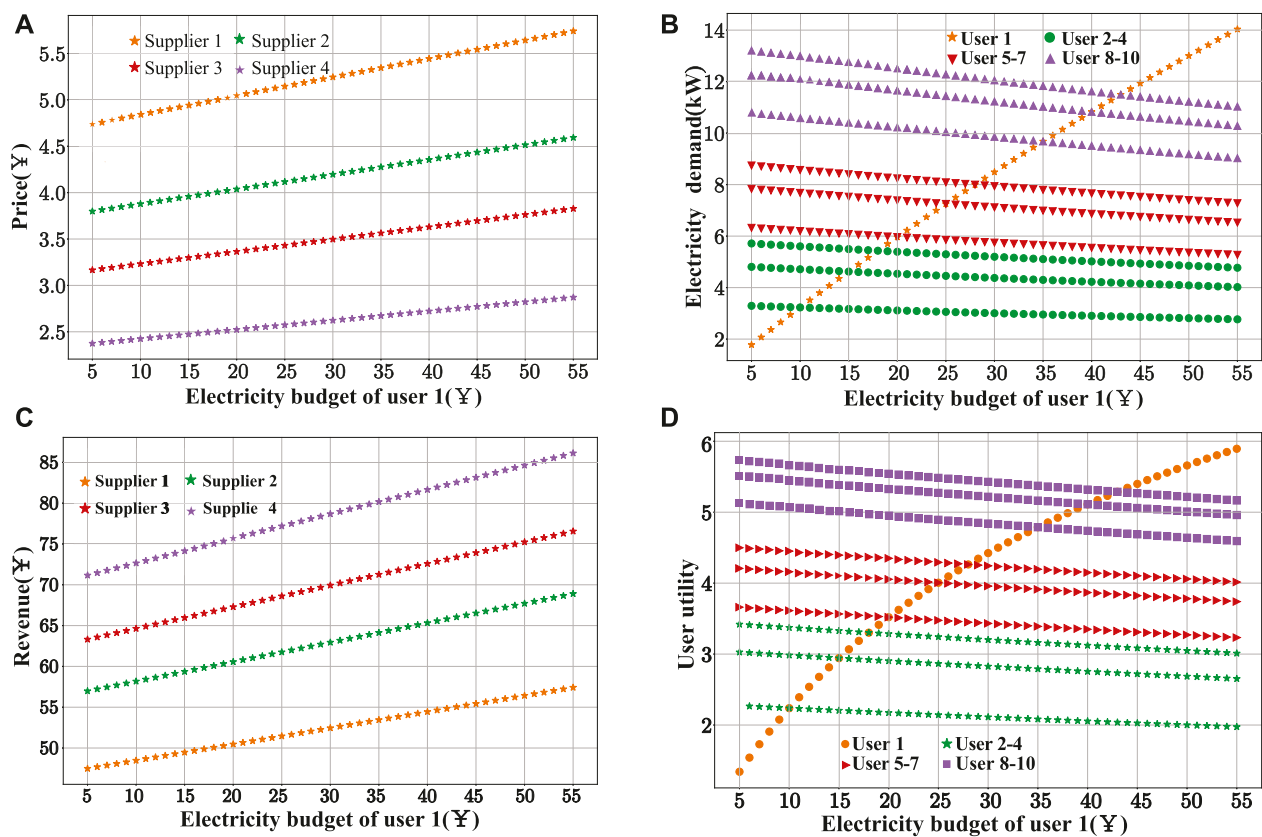 A
Price(¥)
5.5
5.0
4.5
4.0
3.5
3.0
2.5
Supplier 1 Supplier 2
Supplier 3 Supplier 4
5 10 15 20 25 30 35 40 45 50 55
Electricity budget of user 1(¥)
B
Electricity demand(kW)
14
12
10
8
6
4
2
User 1 User 2-4
User 5-7 User 8-10
5 10 15 20 25 30 35 40 45 50 55
Electricity budget of user 1(¥)
C
Revenue(¥)
85
80
75
70
65
60
55
50
Supplier 1 Supplier 2
Supplier 3 Supplie 4
5 10 15 20 25 30 35 40 45 50 55
Electricity budget of user 1(¥)
D
User utility
6
5
4
3
2
User 1 User 2-4
User 5-7 User 8-10
5 10 15 20 25 30 35 40 45 50 55
Electricity budget of user 1(¥)